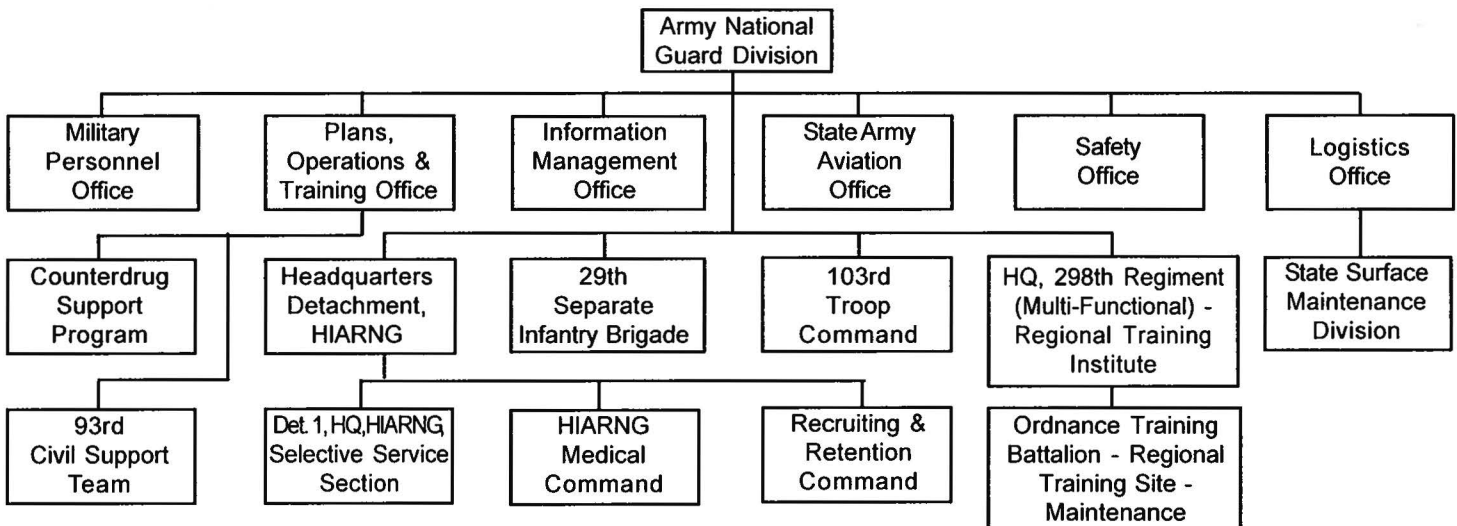 Army National
Guard Division
Military
Personnel
Office
Plans,
Operations &
Training Office
Information
Management
Office
State Army
Aviation
Office
Safety
Office
Logistics
Office
Counterdrug
Support
Program
Headquarters
Detachment,
HIARNG
29th
Separate
Infantry Brigade
103rd
Troop
Command
HQ, 298th Regiment
(Multi-Functional) -
Regional Training
Institute
State Surface
Maintenance
Division
93rd
Civil Support
Team
Det. 1, HQ, HIARNG,
Selective Service
Section
HIARNG
Medical
Command
Recruiting &
Retention
Command
Ordnance Training
Battalion - Regional
Training Site -
Maintenance